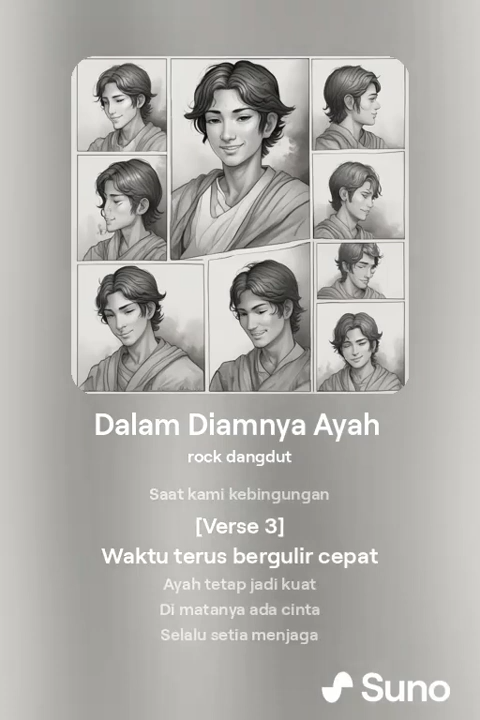 Dalam Diamnya Ayah
rock dangdut
Saat kami kebingungan
[Verse 3]
Waktu terus bergulir cepat
Ayah tetap jadi kuat
Di matanya ada cinta
Selalu setia menjaga
Suno